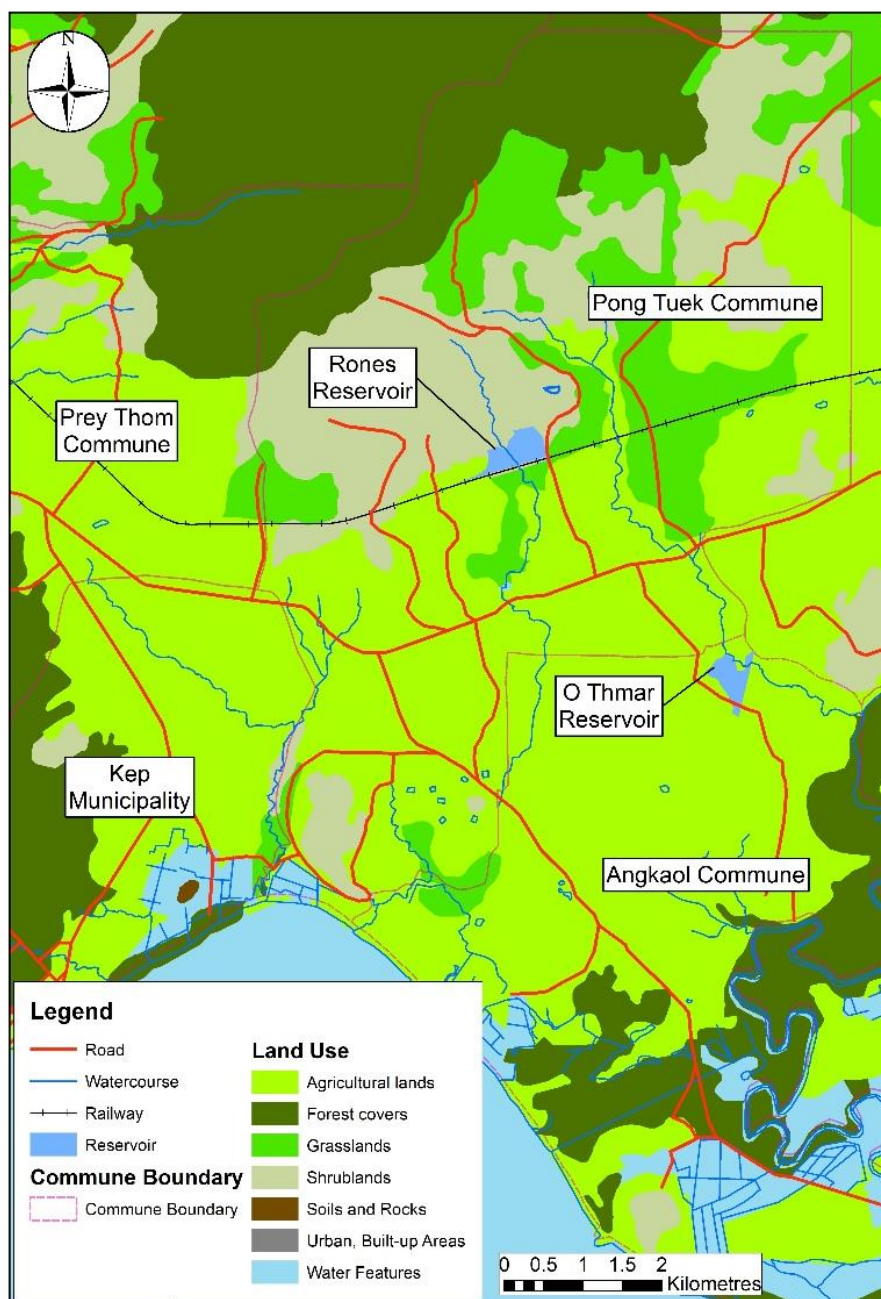 N
Pong Tuek Commune
Rones
Reservoir
Prey Thom
Commune
O Thmar
Reservoir
Kep
Municipality
Angkaol Commune
Legend
Road
Watercourse
Railway
Reservoir
Commune Boundary
Commune Boundary
Land Use
Agricultural lands
Forest covers
Grasslands
Shrublands
Soils and Rocks
Urban, Built-up Areas
Water Features
0 0.5 1 1.5 2
Kilometres